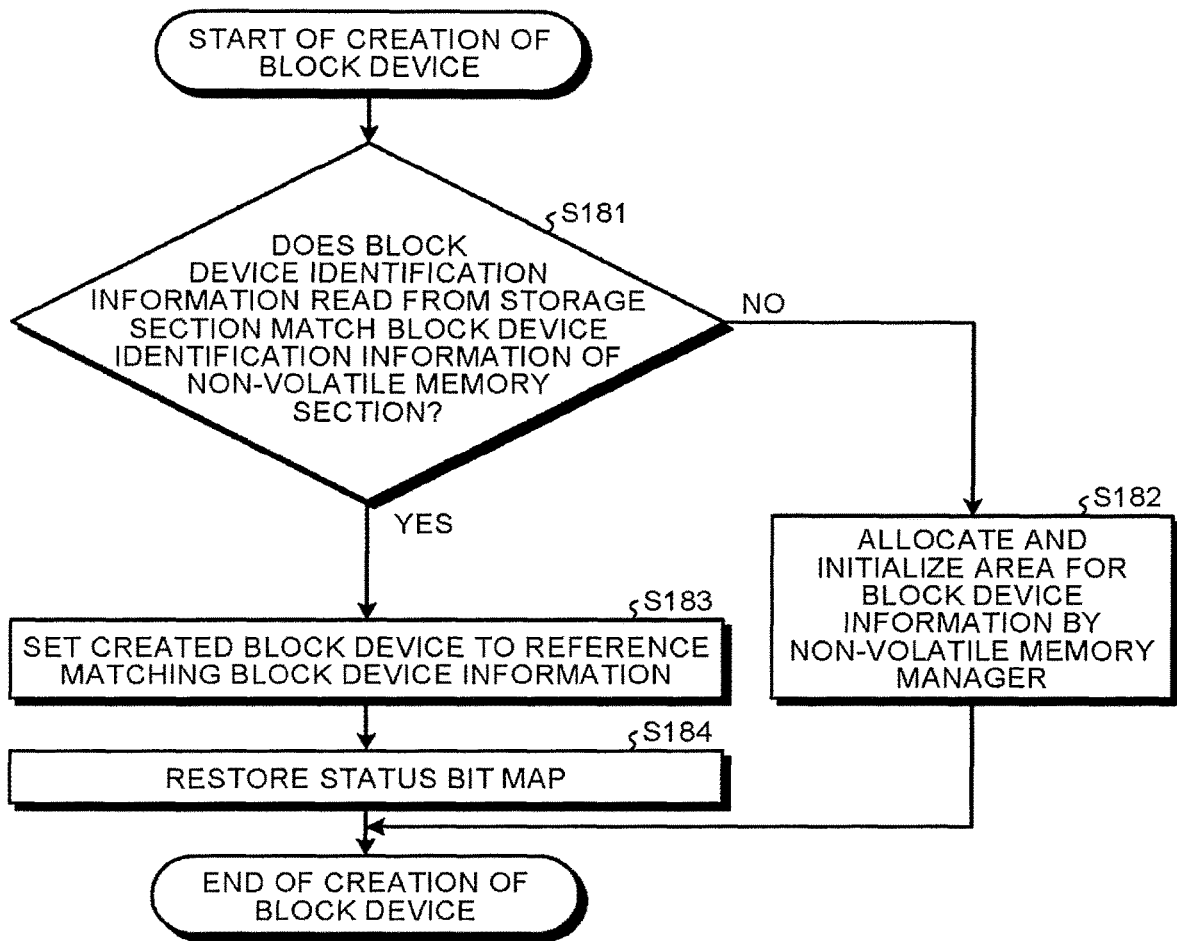 START OF CREATION OF
BLOCK DEVICE
S181
DOES BLOCK
DEVICE IDENTIFICATION
INFORMATION READ FROM STORAGE
SECTION MATCH BLOCK DEVICE
IDENTIFICATION INFORMATION OF
NON-VOLATILE MEMORY
SECTION?
NO
YES
S182
ALLOCATE AND
INITIALIZE AREA FOR
BLOCK DEVICE
INFORMATION BY
NON-VOLATILE MEMORY
MANAGER
S183
SET CREATED BLOCK DEVICE TO REFERENCE
MATCHING BLOCK DEVICE INFORMATION
S184
RESTORE STATUS BIT MAP
END OF CREATION OF
BLOCK DEVICE